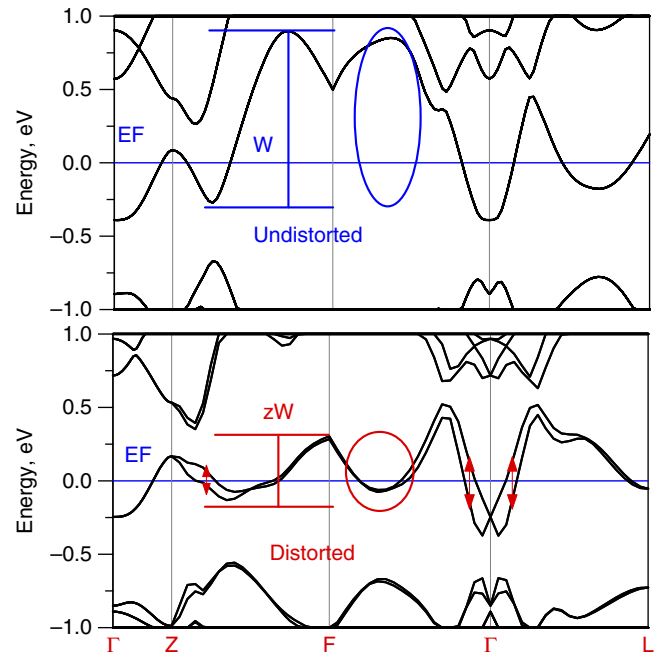 1.0
0.5
EF
W
0.0
Energy, eV
−0.5
Undistorted
−1.0
1.0
zW
0.5
EF
0.0
Energy, eV
−0.5
Distorted
−1.0
Γ Z F Γ L